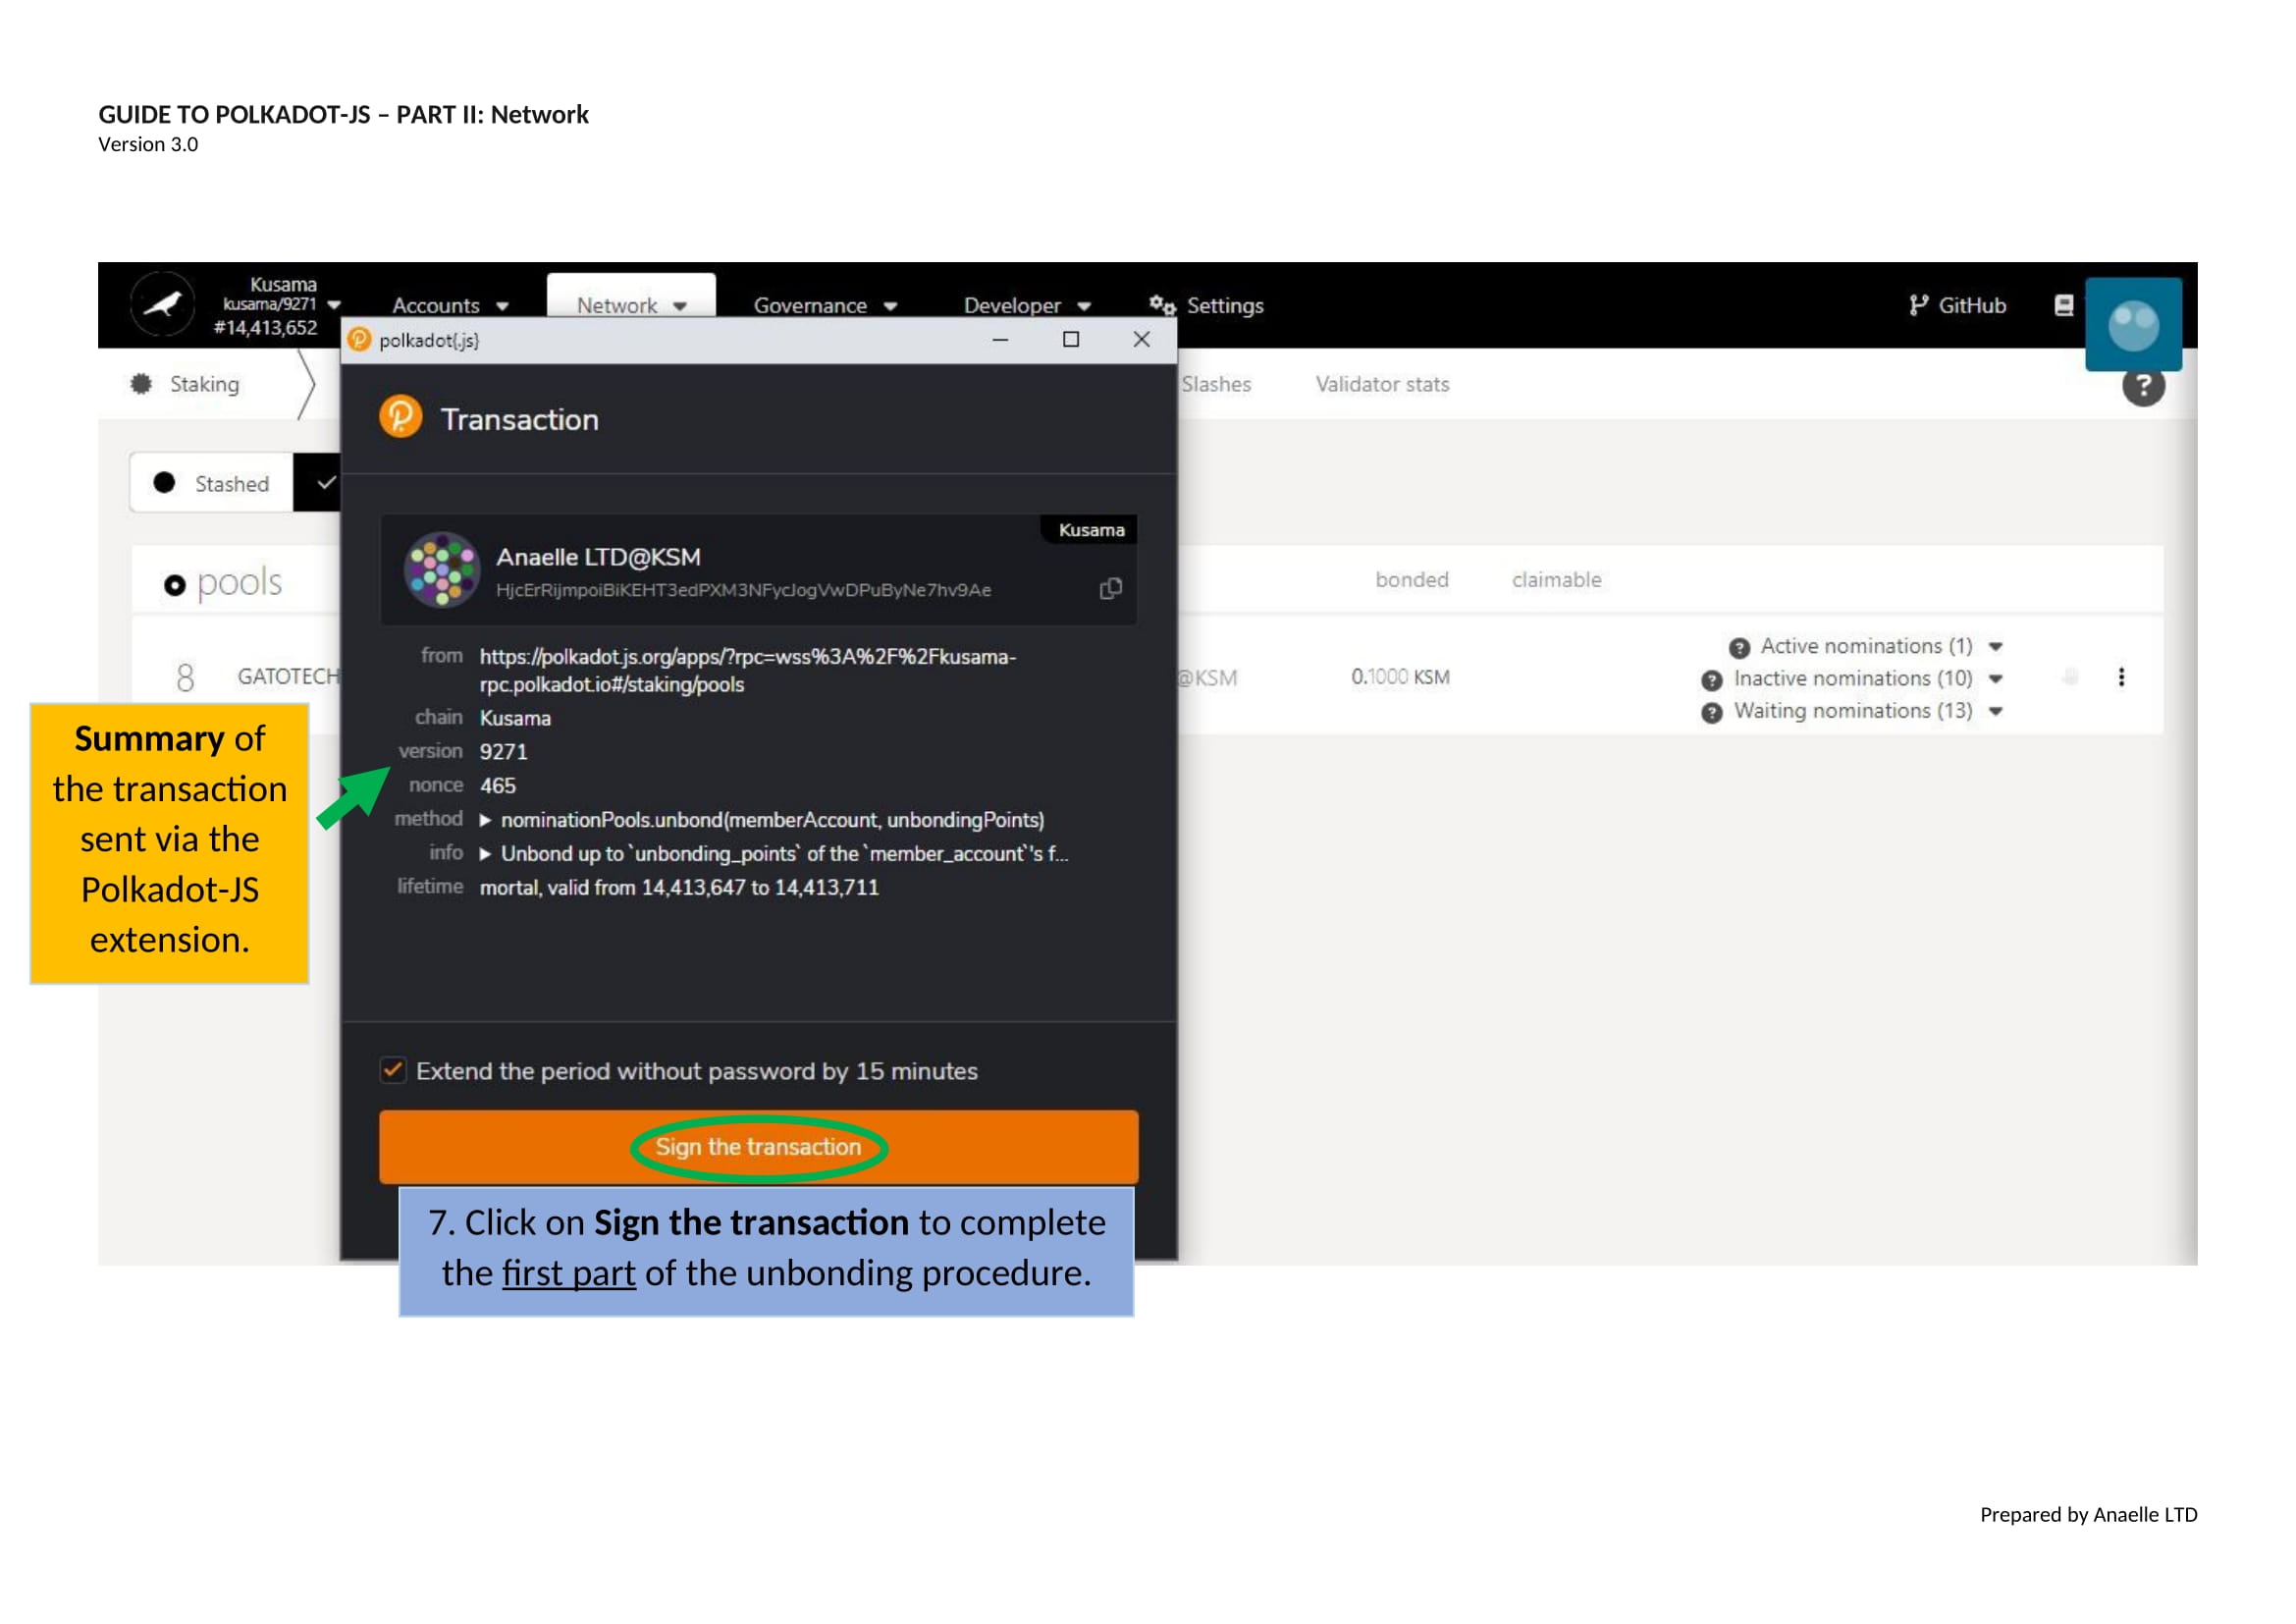 GUIDE TO POLKADOT-JS – PART II: Network
Version 3.0
Kusama
kusama/9271
#14,413,652
Accounts
Network
Governance
Developer
Settings
GitHub
polkadot{.js}
Staking
Slashes
Validator stats
Transaction
Stashed
Kusama
Anaelle LTD@KSM
HjcErRijmpoiBiKEHT3edPXM3NFycJogVwDPuByNe7hv9Ae
pools
bonded
claimable
from https://polkadot.js.org/apps/?rpc=wss%3A%2F%2Fkusama-
rpc.polkadot.io#/staking/pools
chain Kusama
version 9271
nonce 465
method nominationPools.unbond(memberAccount, unbondingPoints)
info Unbond up to `unbonding_points` of the `member_account`'s f...
lifetime mortal, valid from 14,413,647 to 14,413,711
8 GATOTECH
@KSM
0.1000 KSM
Active nominations (1)
Inactive nominations (10)
Waiting nominations (13)
Summary of
the transaction
sent via the
Polkadot-JS
extension.
Extend the period without password by 15 minutes
Sign the transaction
7. Click on Sign the transaction to complete
the first part of the unbonding procedure.
Prepared by Anaelle LTD